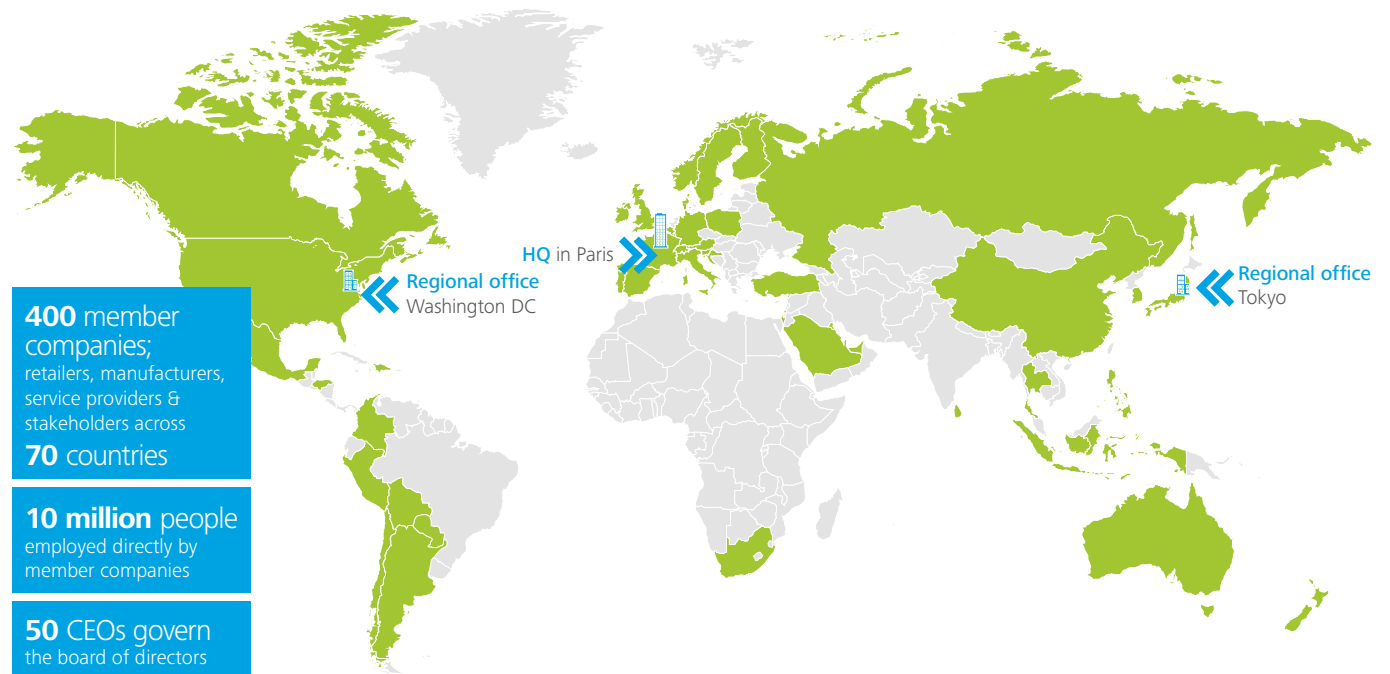 HQ in Paris
Regional office
Washington DC
Regional office
Tokyo
400 member
companies;
retailers, manufacturers,
service providers &
stakeholders across
70 countries
10 million people
employed directly by
member companies
50 CEOs govern
the board of directors